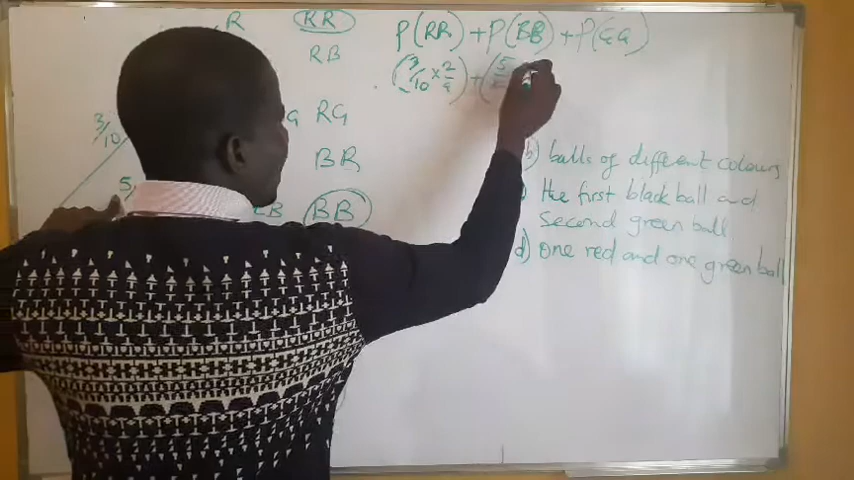 R
RR
P(RR) + P(BB) + P(GG)
RB
(3/10 × 2/9) + (5
3/10
G RG
BR
b) balls of different colours
5/
BB
the first black ball and
second green ball
d) one red and one green ball